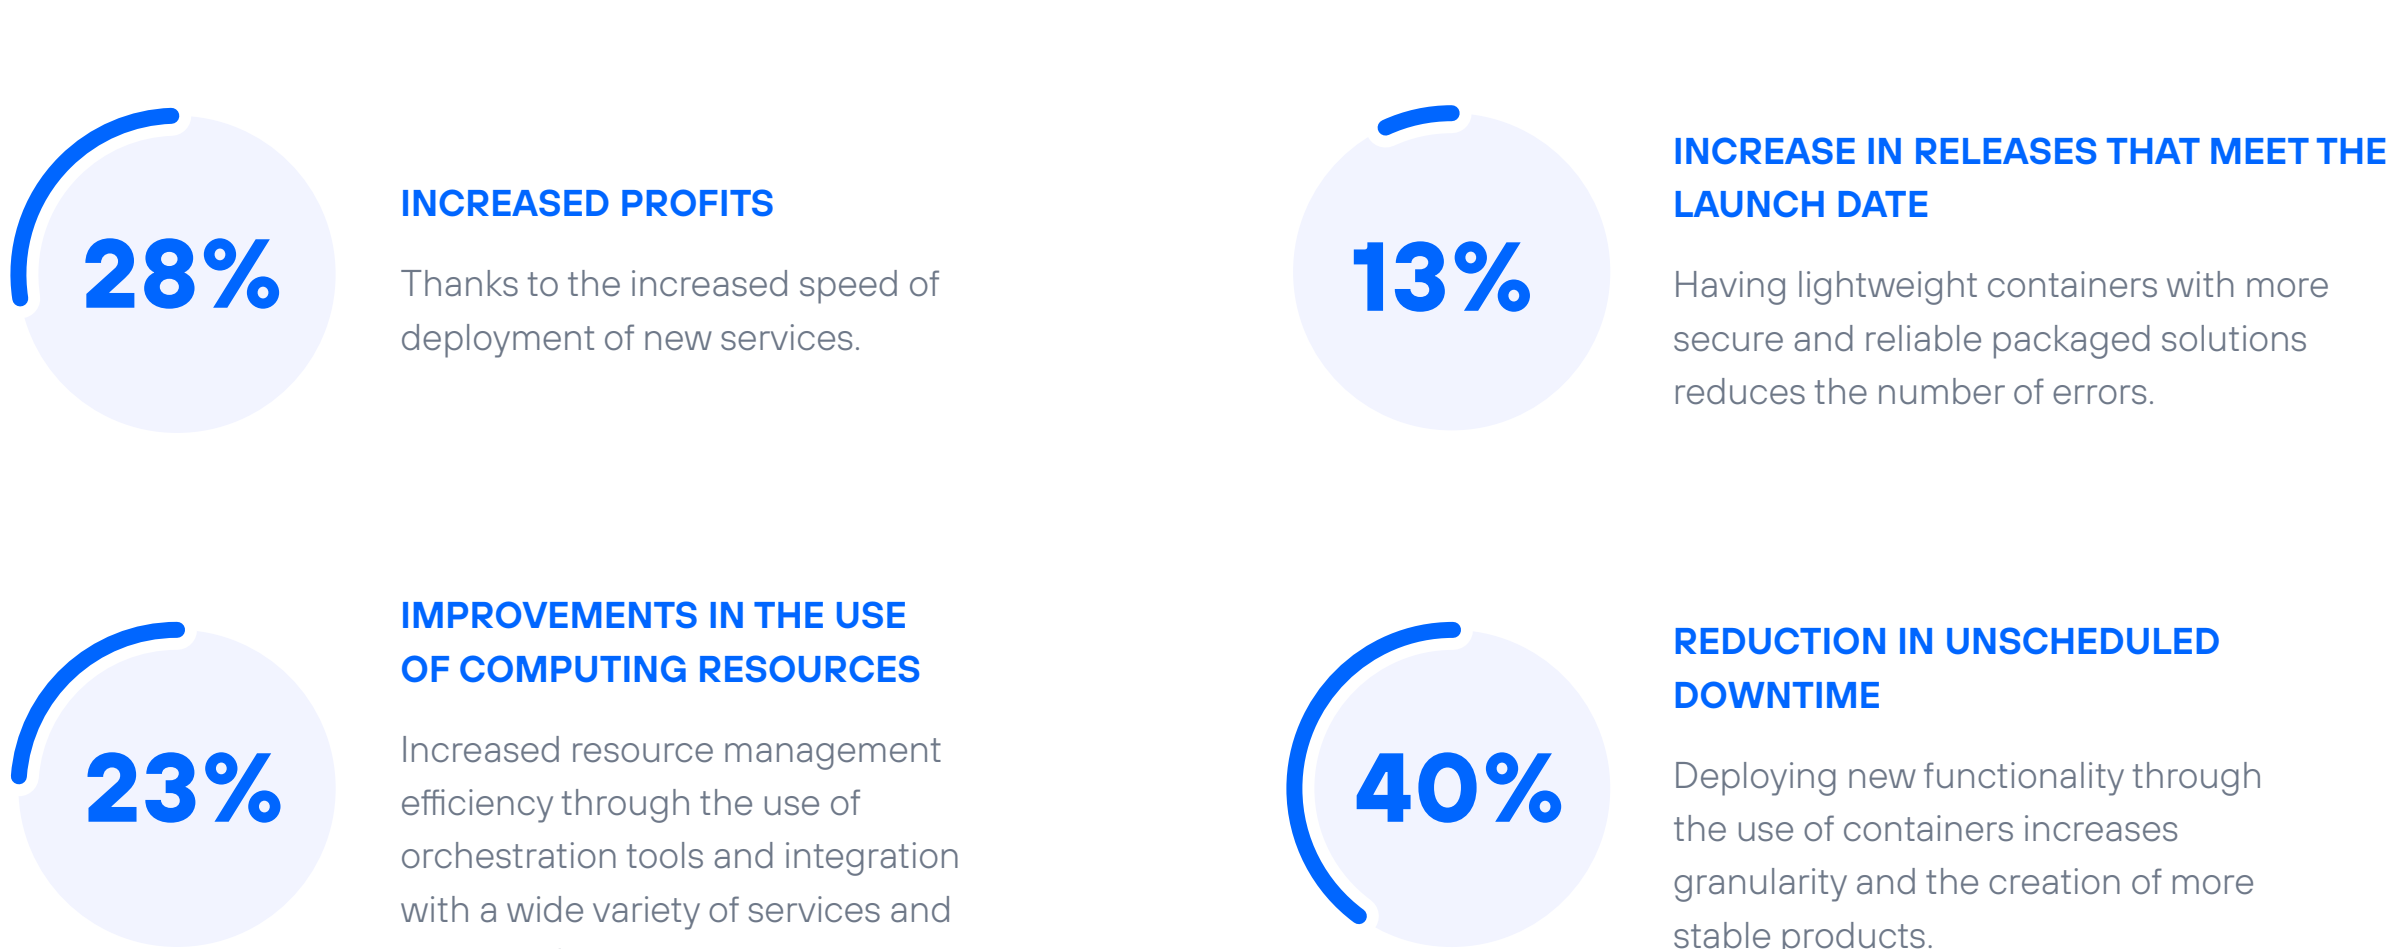 28%
INCREASED PROFITS
Thanks to the increased speed of
deployment of new services.
13%
INCREASE IN RELEASES THAT MEET THE
LAUNCH DATE
Having lightweight containers with more
secure and reliable packaged solutions
reduces the number of errors.
23%
IMPROVEMENTS IN THE USE
OF COMPUTING RESOURCES
Increased resource management
efficiency through the use of
orchestration tools and integration
with a wide variety of services and
40%
REDUCTION IN UNSCHEDULED
DOWNTIME
Deploying new functionality through
the use of containers increases
granularity and the creation of more
stable products.